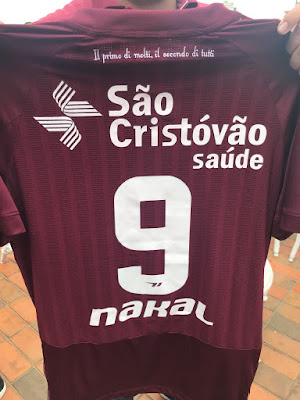 Il primo di molti, il secondo di tutti
São
Cristóvão
saúde
9
NAKAL